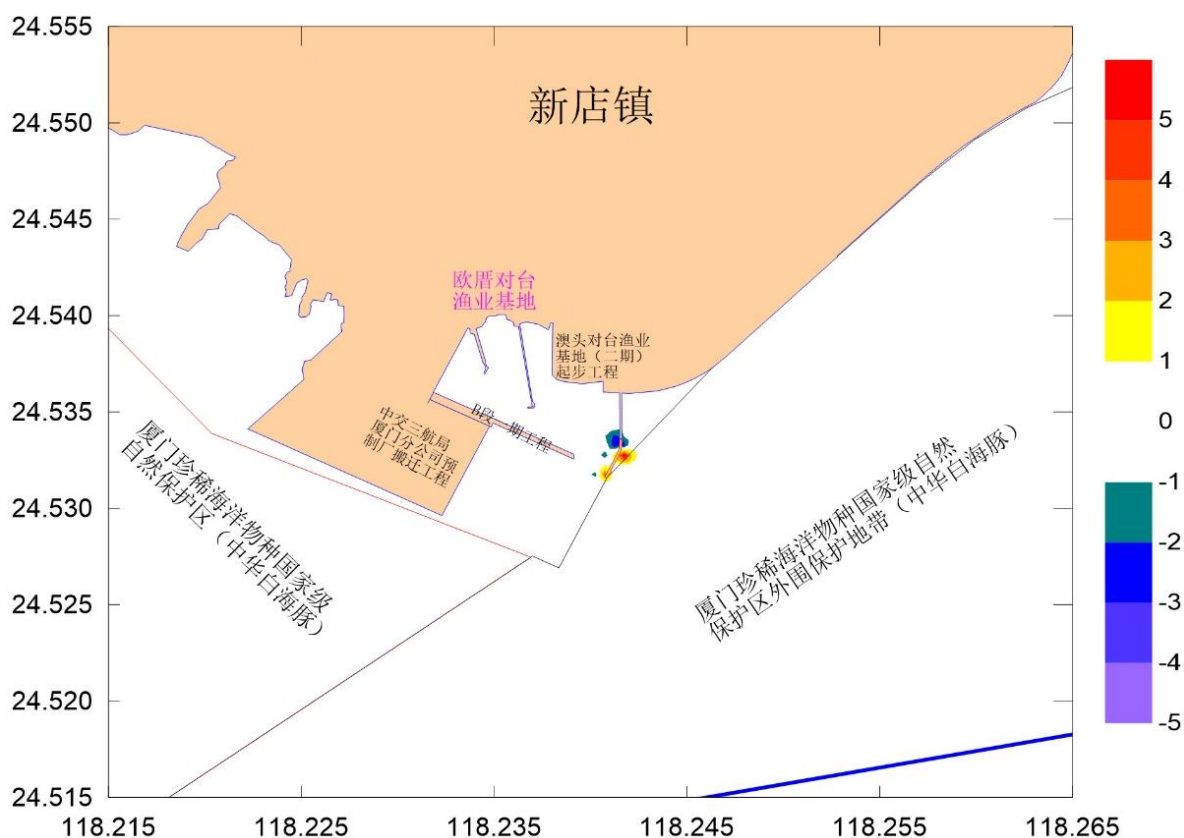 24.555
24.550
24.545
24.540
24.535
24.530
24.525
24.520
24.515
118.215
118.225
118.235
118.245
118.255
118.265
新店镇
欧厝对台
渔业基地
澳头对台渔业
基地（二期）
起步工程
B段一期工程
中交三航局
厦门分公司预
制厂搬迁工程
厦门珍稀海洋物种国家级
自然保护区（中华白海豚）
厦门珍稀海洋物种国家级自然
保护区外围保护地带（中华白海豚）
5
4
3
2
1
0
-1
-2
-3
-4
-5